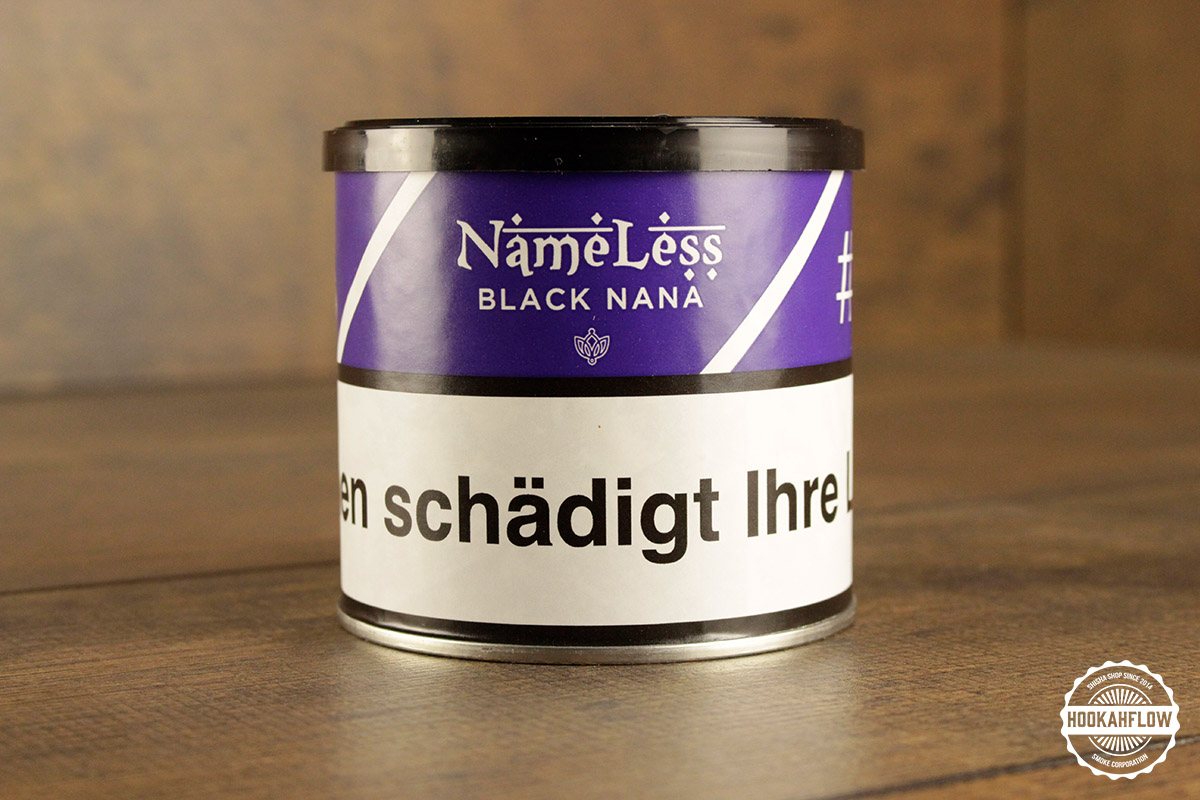 NameLess
BLACK NANA
#
en schädigt Ihre L
SHISHA SHOP SINCE 2014
HOOKAHFLOW
SMOKE CORPORATION